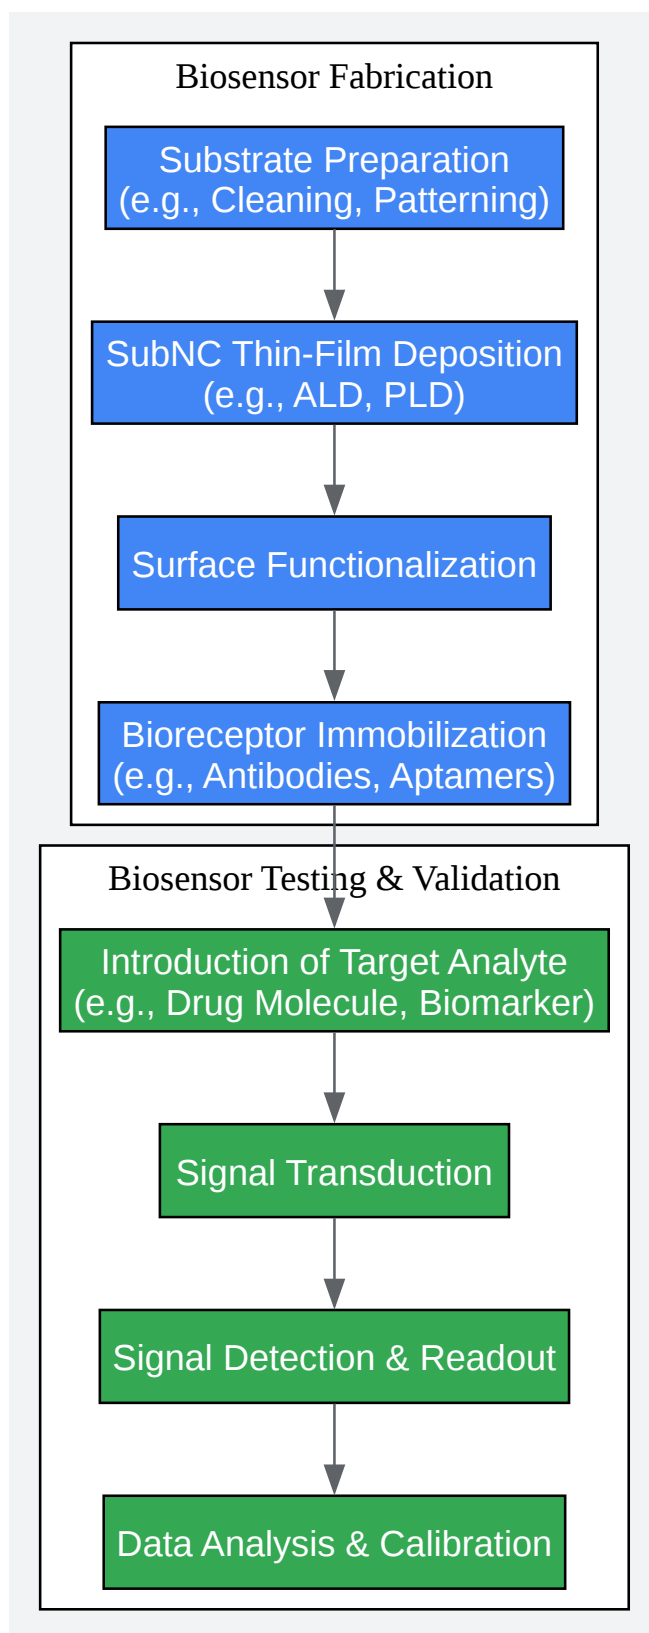 Biosensor Fabrication
Substrate Preparation
(e.g., Cleaning, Patterning)
SubNC Thin-Film Deposition
(e.g., ALD, PLD)
Surface Functionalization
Bioreceptor Immobilization
(e.g., Antibodies, Aptamers)
Biosensor Testing & Validation
Introduction of Target Analyte
(e.g., Drug Molecule, Biomarker)
Signal Transduction
Signal Detection & Readout
Data Analysis & Calibration